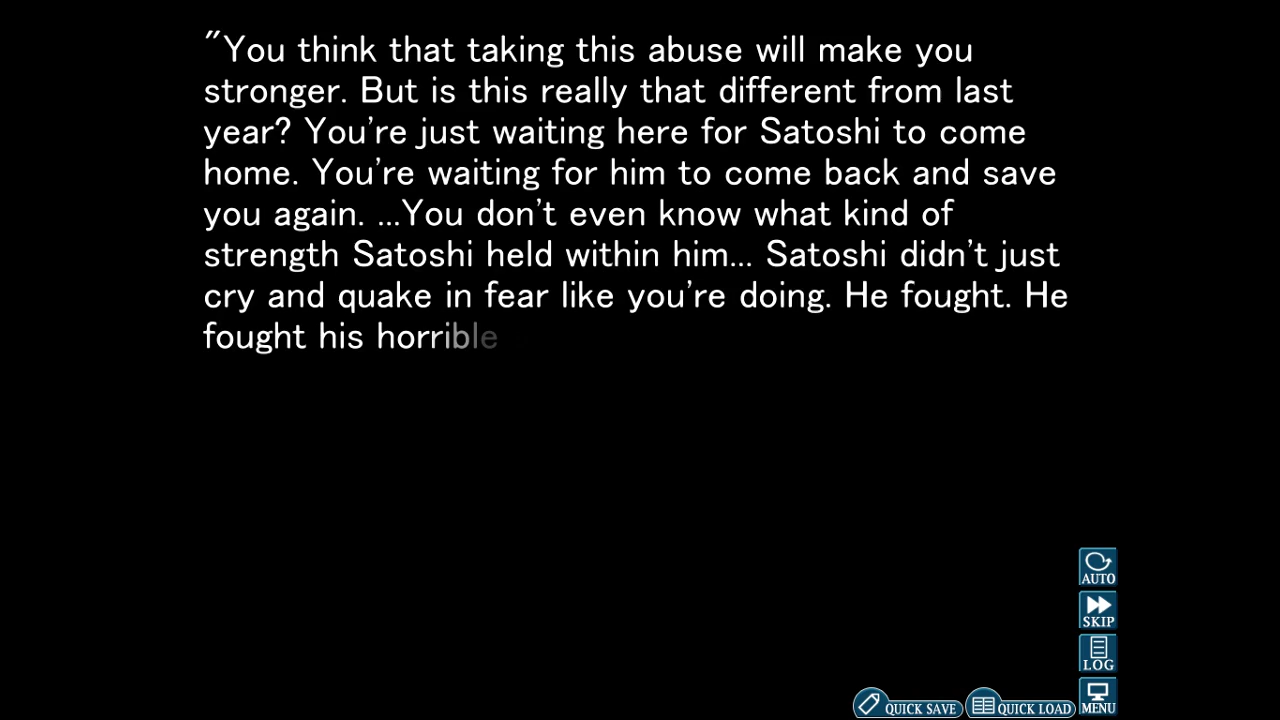 "You think that taking this abuse will make you
stronger. But is this really that different from last
year? You're just waiting here for Satoshi to come
home. You're waiting for him to come back and save
you again. ...You don't even know what kind of
strength Satoshi held within him... Satoshi didn't just
cry and quake in fear like you're doing. He fought. He
fought his horrible
AUTO
SKIP
LOG
MENU
QUICK SAVE
QUICK LOAD